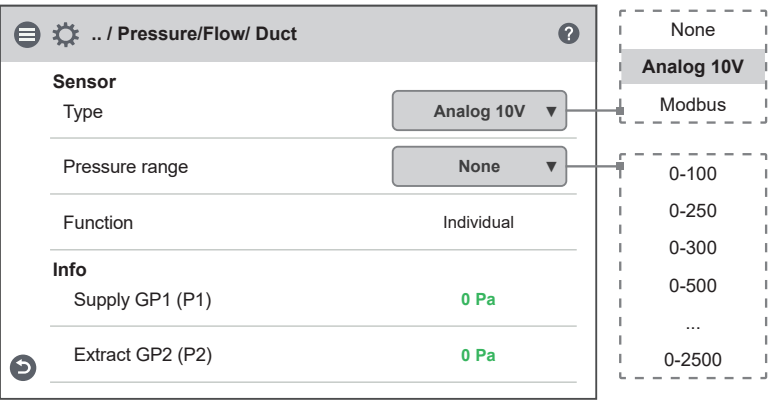 .. / Pressure/Flow/ Duct ?
Sensor
Type Analog 10V ▼
Pressure range None ▼
Function Individual
Info
Supply GP1 (P1) 0 Pa
Extract GP2 (P2) 0 Pa
None
Analog 10V
Modbus
0-100
0-250
0-300
0-500
...
0-2500